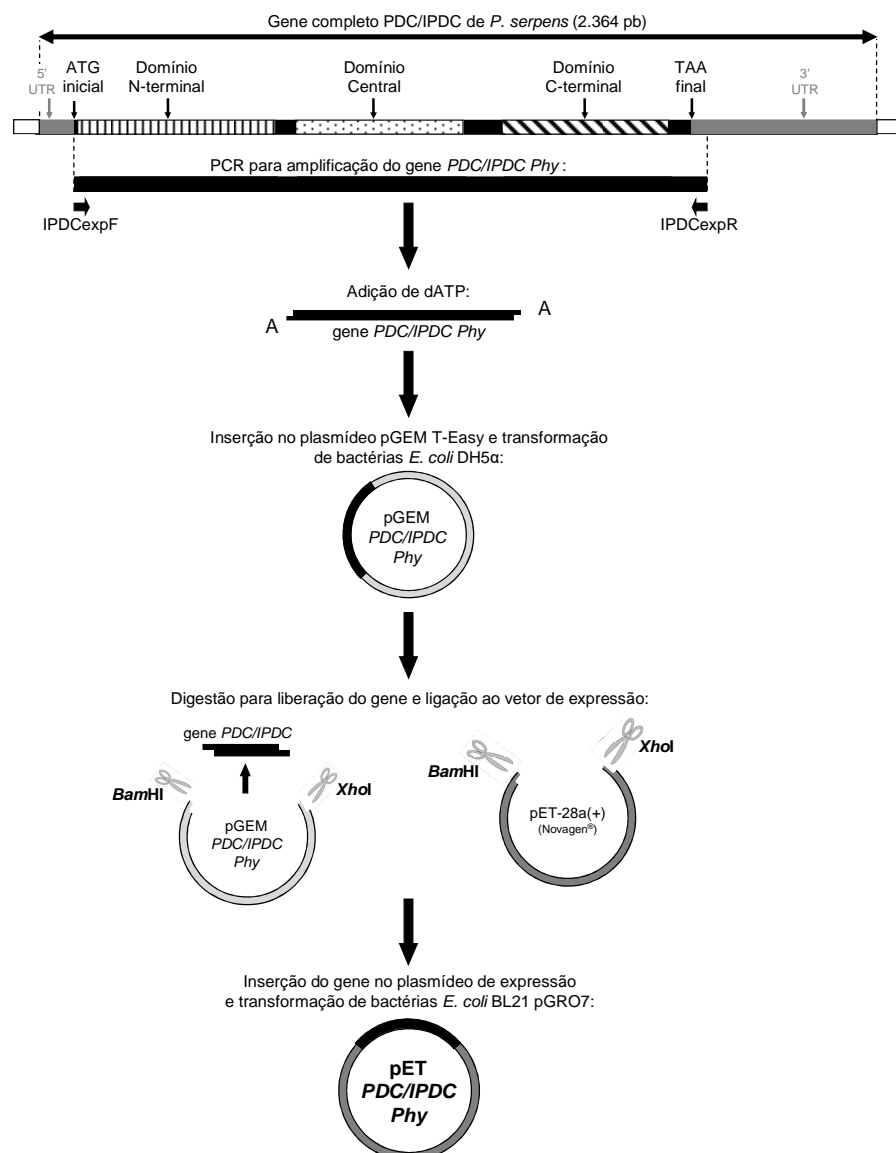 Gene completo PDC/IPDC de P. serpens (2.364 pb)
5' UTR
ATG inicial
Domínio N-terminal
Domínio Central
Domínio C-terminal
TAA final
3' UTR
PCR para amplificação do gene PDC/IPDC Phy :
IPDCexpF
IPDCexpR
Adição de dATP:
A
A
gene PDC/IPDC Phy
Inserção no plasmídeo pGEM T-Easy e transformação
de bactérias E. coli DH5α:
pGEM
PDC/IPDC
Phy
Digestão para liberação do gene e ligação ao vetor de expressão:
gene PDC/IPDC
BamHI
XhoI
pGEM
PDC/IPDC
Phy
BamHI
XhoI
pET-28a(+)
(Novagen®)
Inserção do gene no plasmídeo de expressão
e transformação de bactérias E. coli BL21 pGRO7:
pET
PDC/IPDC
Phy